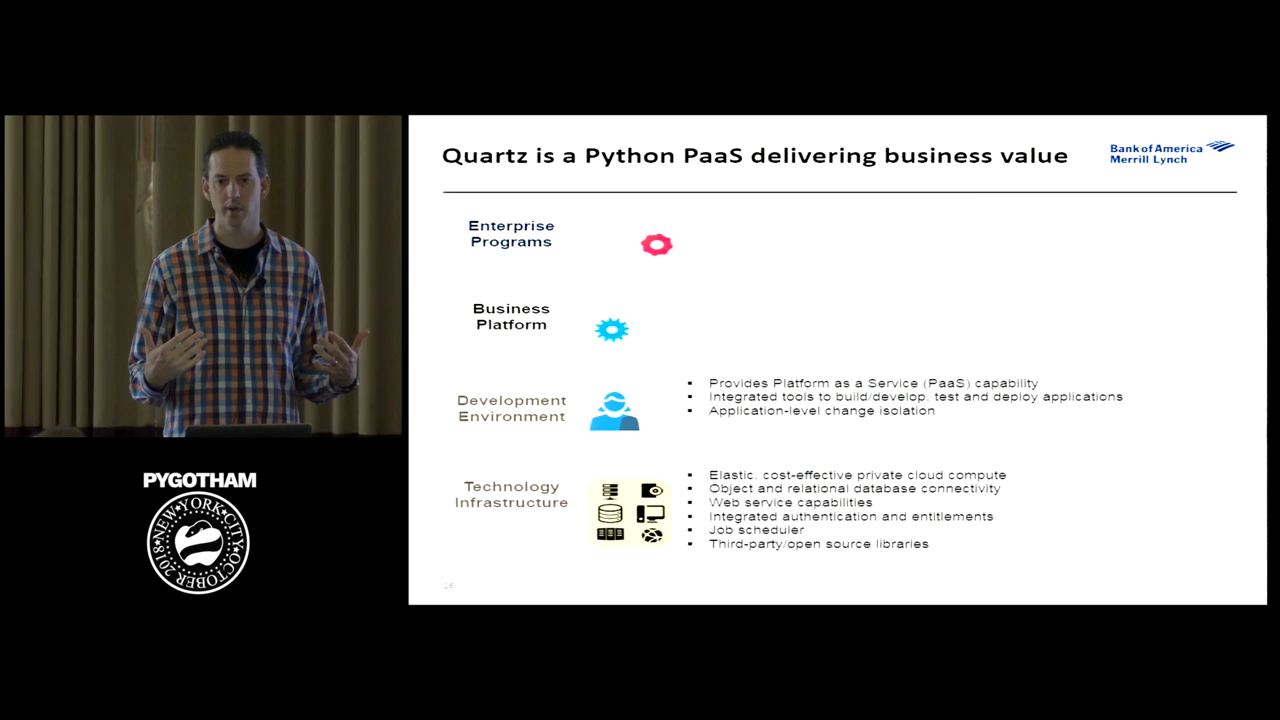 Quartz is a Python PaaS delivering business value
Bank of America
Merrill Lynch
Enterprise
Programs
Business
Platform
Development
Environment
▪ Provides Platform as a Service (PaaS) capability
▪ Integrated tools to build/develop, test and deploy applications
▪ Application-level change isolation
Technology
Infrastructure
▪ Elastic, cost-effective private cloud compute
▪ Object and relational database connectivity
▪ Web service capabilities
▪ Integrated authentication and entitlements
▪ Job scheduler
▪ Third-party/open source libraries
PYGOTHAM
NEW·YORK·CITY
OCTOBER
2018